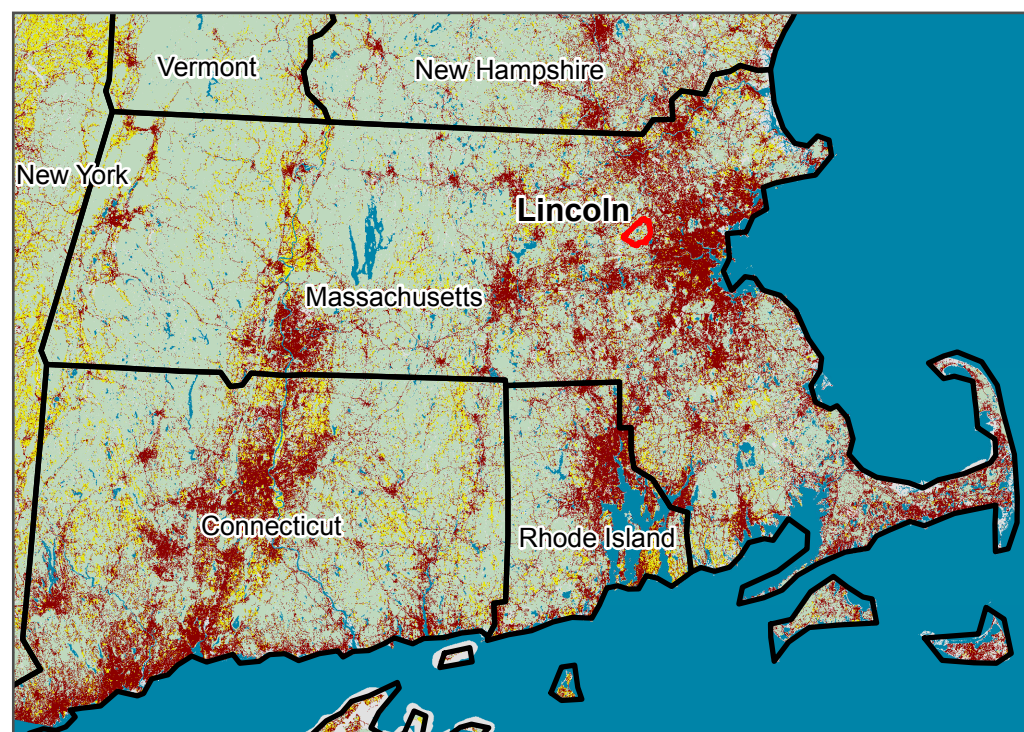 Vermont
New Hampshire
New York
Lincoln
Massachusetts
Connecticut
Rhode Island